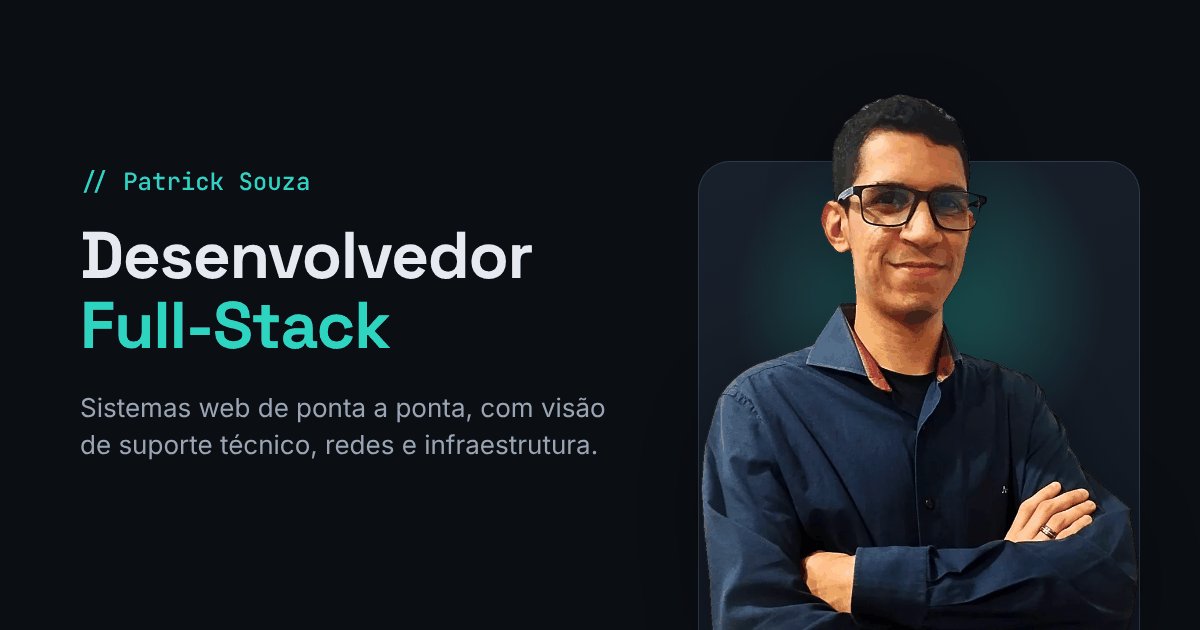 // Patrick Souza
Desenvolvedor
Full-Stack
Sistemas web de ponta a ponta, com visão
de suporte técnico, redes e infraestrutura.